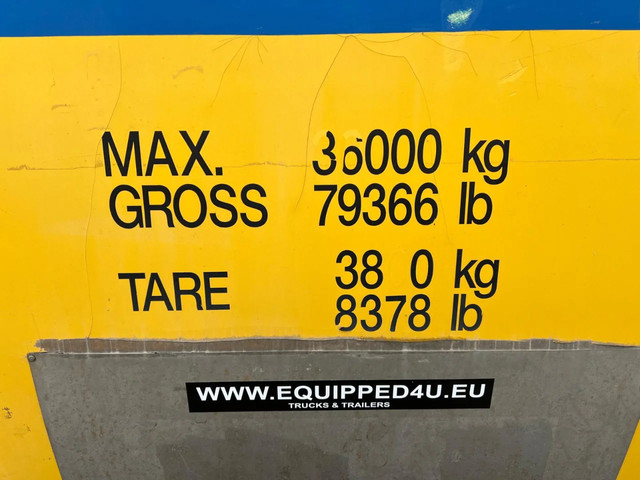 MAX. 36000 kg
GROSS 79366 lb
TARE 38 0 kg
8378 lb
WWW.EQUIPPED4U.EU
TRUCKS & TRAILERS